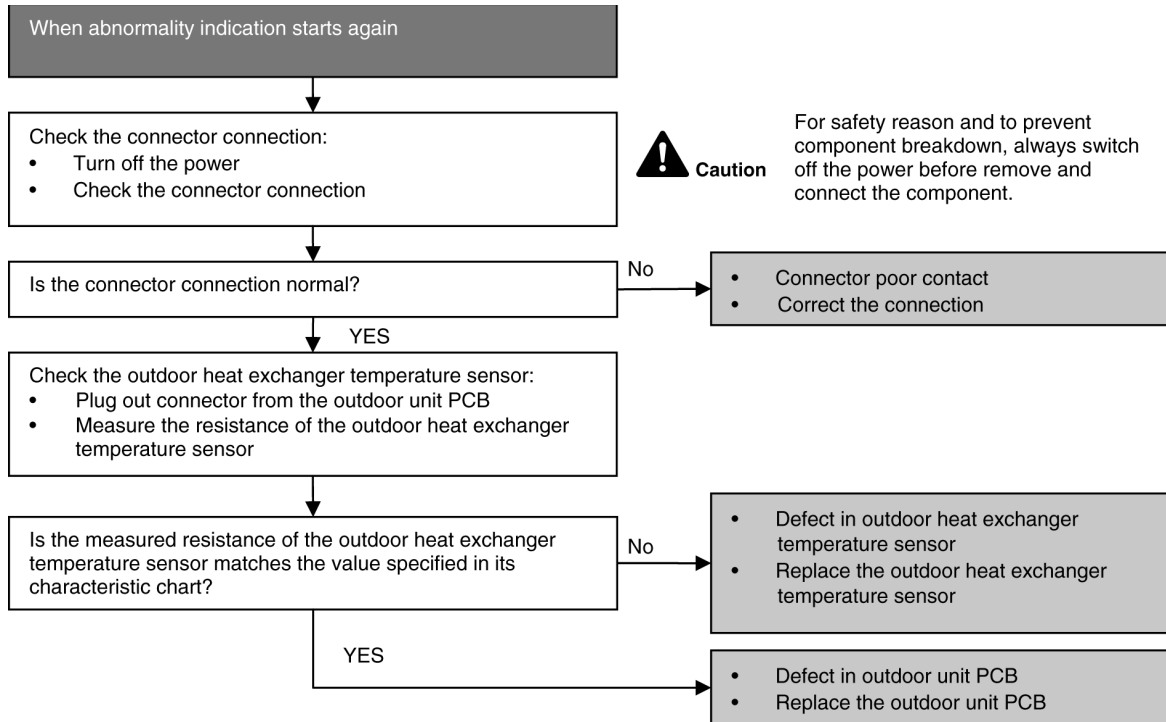 When abnormality indication starts again
Check the connector connection:
• Turn off the power
• Check the connector connection
Caution
For safety reason and to prevent
component breakdown, always switch
off the power before remove and
connect the component.
Is the connector connection normal?
No
• Connector poor contact
• Correct the connection
YES
Check the outdoor heat exchanger temperature sensor:
• Plug out connector from the outdoor unit PCB
• Measure the resistance of the outdoor heat exchanger
temperature sensor
Is the measured resistance of the outdoor heat exchanger
temperature sensor matches the value specified in its
characteristic chart?
No
• Defect in outdoor heat exchanger
temperature sensor
• Replace the outdoor heat exchanger
temperature sensor
YES
• Defect in outdoor unit PCB
• Replace the outdoor unit PCB